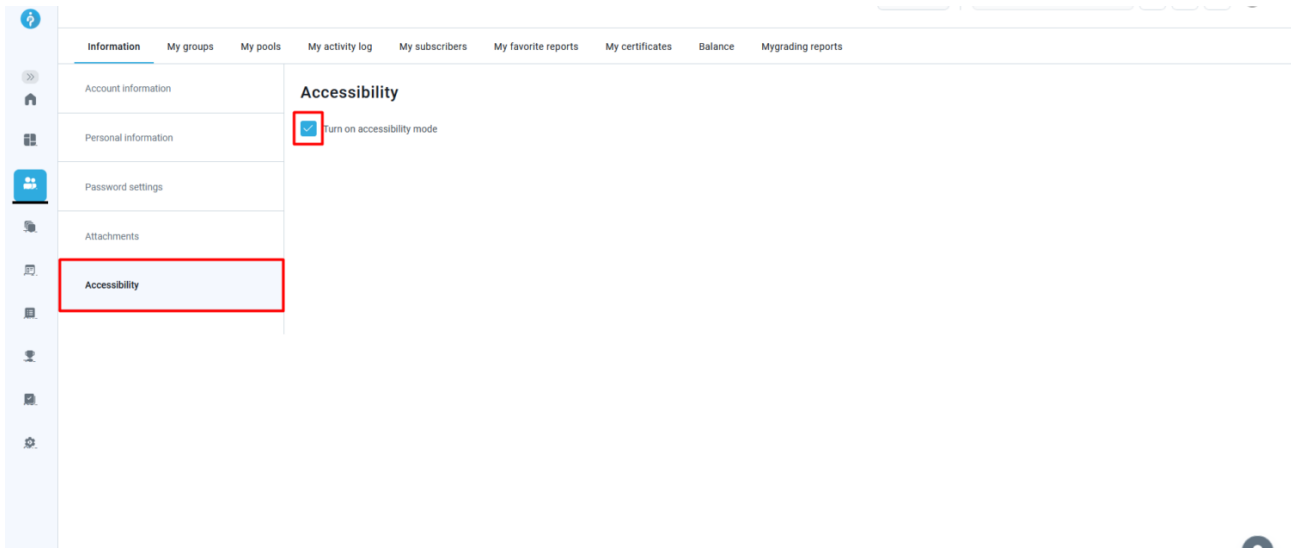 Information My groups My pools My activity log My subscribers My favorite reports My certificates Balance Mygrading reports
Account information
Personal information
Password settings
Attachments
Accessibility
Accessibility
Turn on accessibility mode